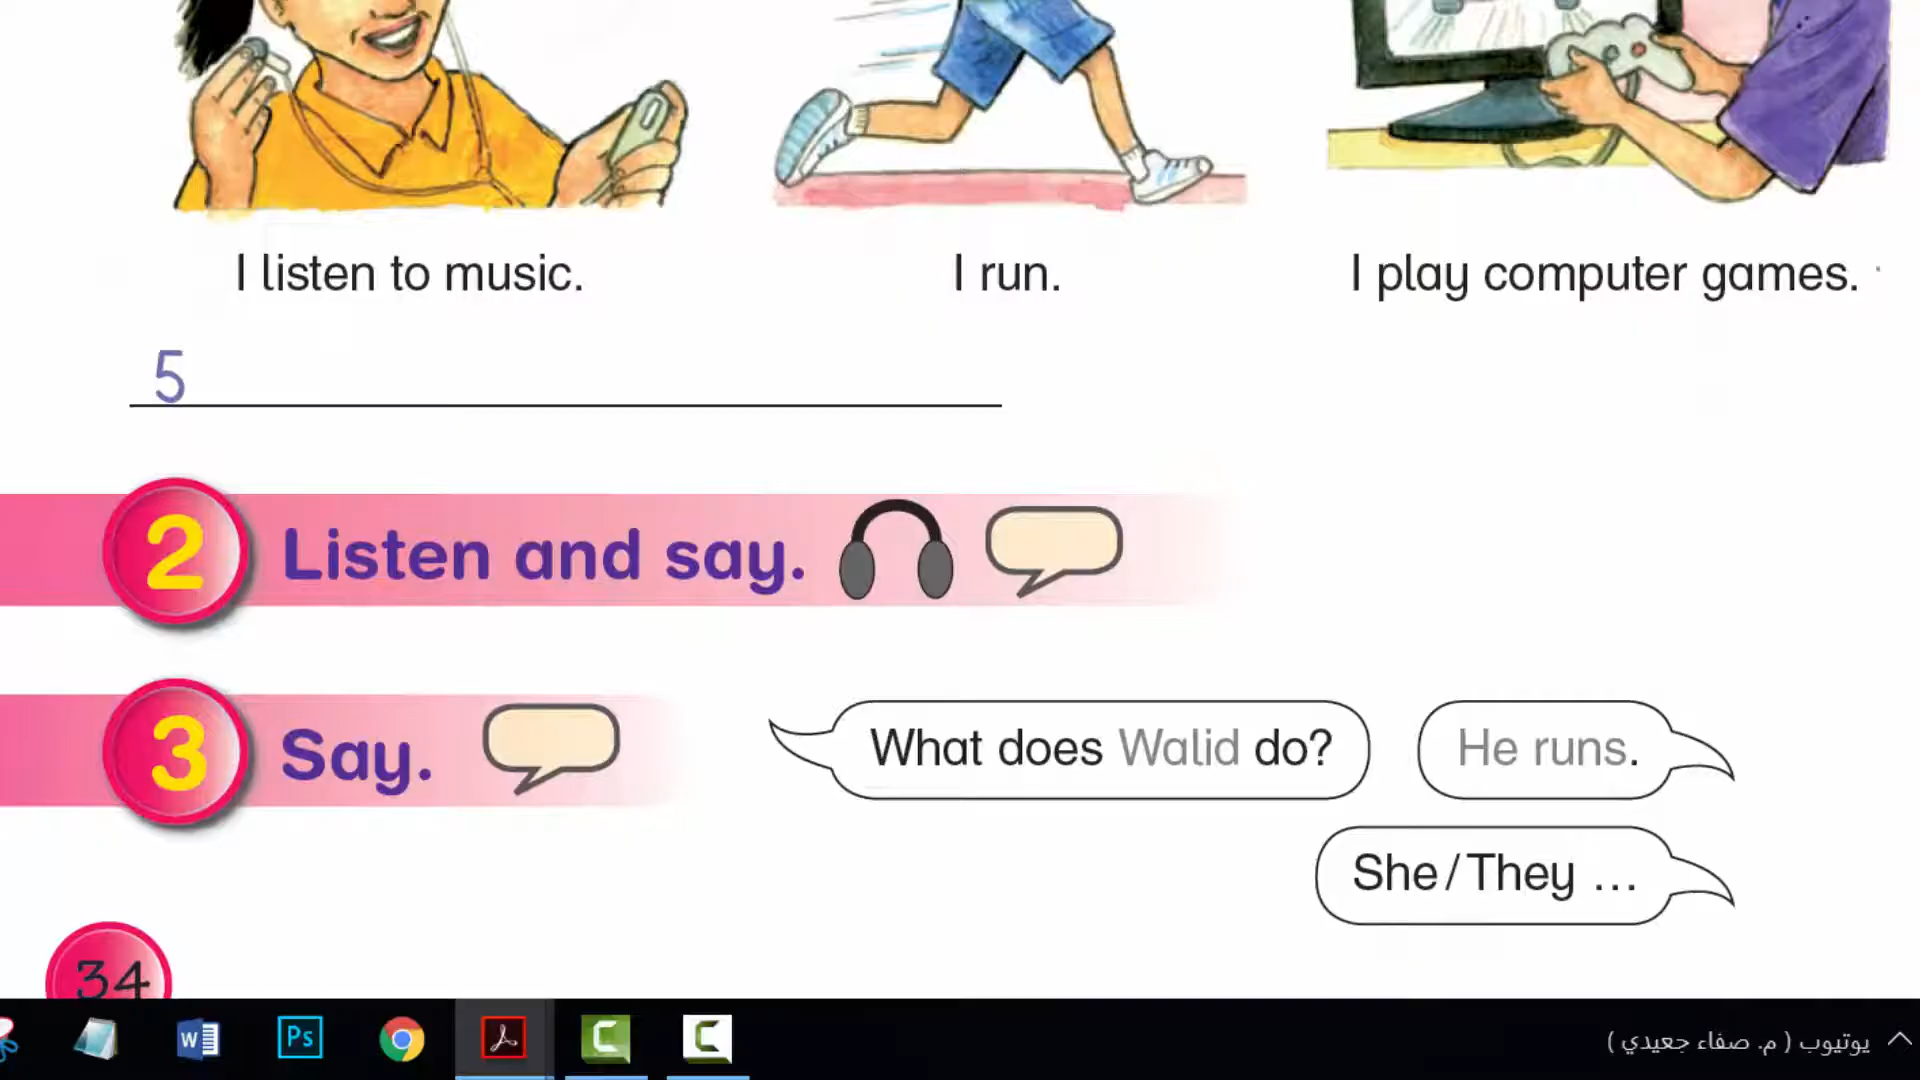 I listen to music. I run. I play computer games.
5
2 Listen and say.
3 Say. What does Walid do? He runs.
She/They ...
34
W Ps C C يوتيوب ( م. صفاء جعيدي )